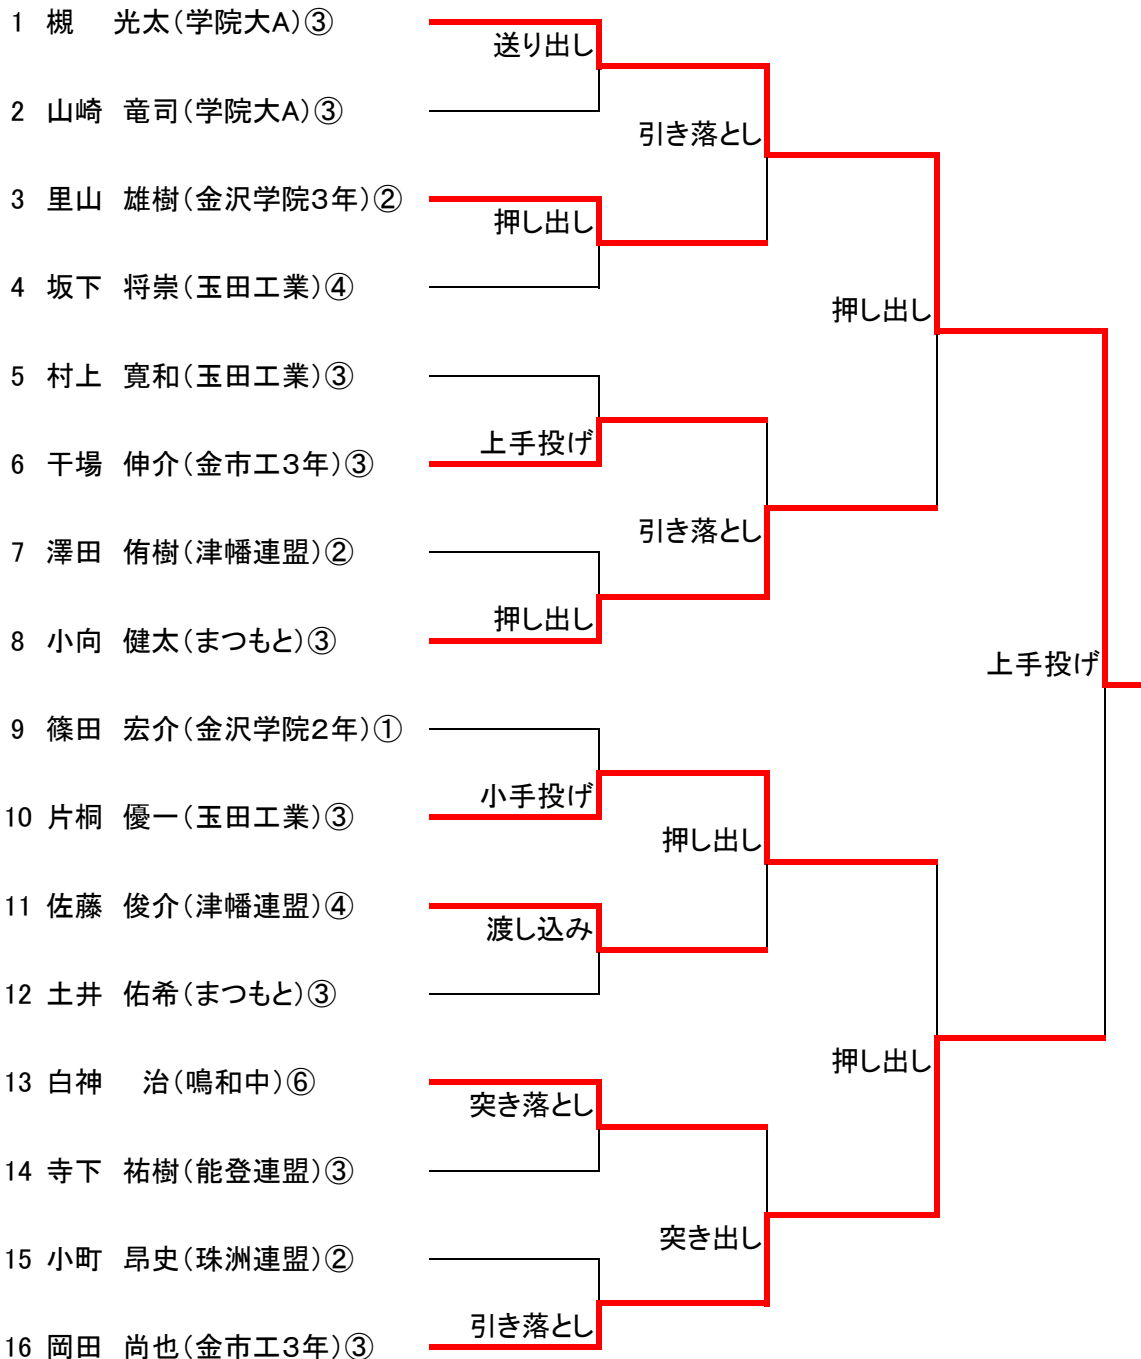 1 槻 光太(学院大A)③
送り出し
2 山崎 竜司(学院大A)③
引き落とし
3 里山 雄樹(金沢学院3年)②
押し出し
4 坂下 将崇(玉田工業)④
押し出し
5 村上 寛和(玉田工業)③
上手投げ
6 干場 伸介(金市工3年)③
引き落とし
7 澤田 侑樹(津幡連盟)②
押し出し
8 小向 健太(まつもと)③
上手投げ
9 篠田 宏介(金沢学院2年)①
小手投げ
10 片桐 優一(玉田工業)③
押し出し
11 佐藤 俊介(津幡連盟)④
渡し込み
12 土井 佑希(まつもと)③
押し出し
13 白神 治(鳴和中)⑥
突き落とし
14 寺下 祐樹(能登連盟)③
突き出し
15 小町 昂史(珠洲連盟)②
引き落とし
16 岡田 尚也(金市工3年)③